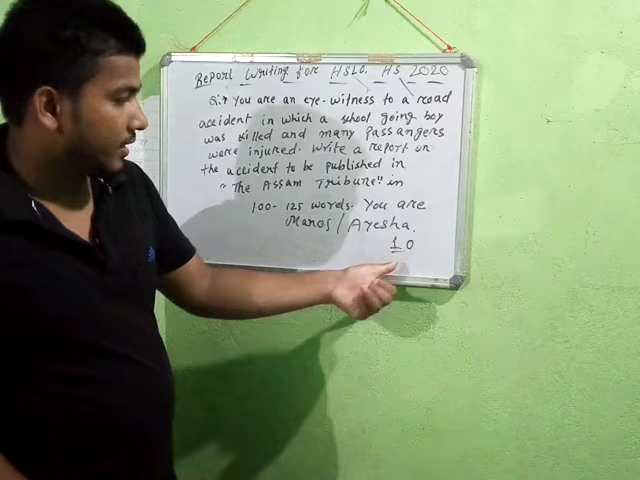 Report Writing for HSLC. HS 2020
Q:1 You are an eye-witness to a road
accident in which a school going boy
was killed and many Passangers
ware injured. Write a report on
the accident to be published in
"The Assam Tribune" in
100-125 words. You are
Manos/Ayesha.
10